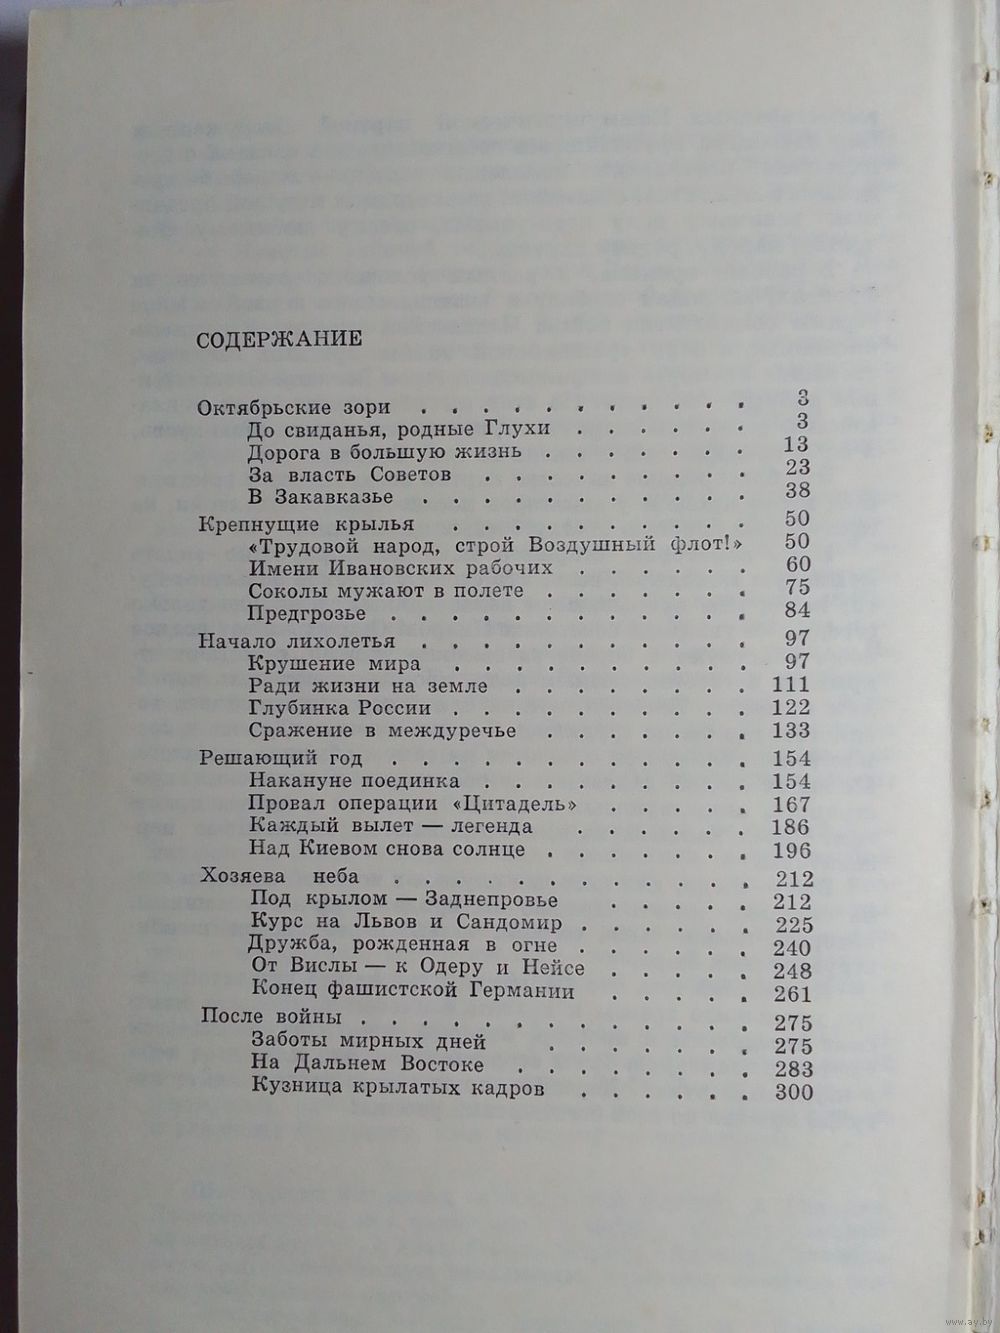 СОДЕРЖАНИЕ
Октябрьские зори . . . . . . . . . . . 3
До свиданья, родные Глухи . . . . . . 3
Дорога в большую жизнь . . . . . . . 13
За власть Советов . . . . . . . . . 23
В Закавказье . . . . . . . . . . . 38
Крепнущие крылья . . . . . . . . . . 50
«Трудовой народ, строй Воздушный флот!» 50
Имени Ивановских рабочих . . . . . . 60
Соколы мужают в полете . . . . . . . 75
Предгрозье . . . . . . . . . . . . 84
Начало лихолетья . . . . . . . . . . . 97
Крушение мира . . . . . . . . . . 97
Ради жизни на земле . . . . . . . . 111
Глубинка России . . . . . . . . . . 122
Сражение в междуречье . . . . . . . 133
Решающий год . . . . . . . . . . . . 154
Накануне поединка . . . . . . . . . 154
Провал операции «Цитадель» . . . . . 167
Каждый вылет — легенда . . . . . . 186
Над Киевом снова солнце . . . . . . . 196
Хозяева неба . . . . . . . . . . . . 212
Под крылом — Заднепровье . . . . . 212
Курс на Львов и Сандомир . . . . . . 225
Дружба, рожденная в огне . . . . . . 240
От Вислы — к Одеру и Нейсе . . . . . 248
Конец фашистской Германии . . . . . 261
После войны . . . . . . . . . . . . . 275
Заботы мирных дней . . . . . . . 275
На Дальнем Востоке . . . . . . . . 283
Кузница крылатых кадров . . . . . . 300
www.ay.by